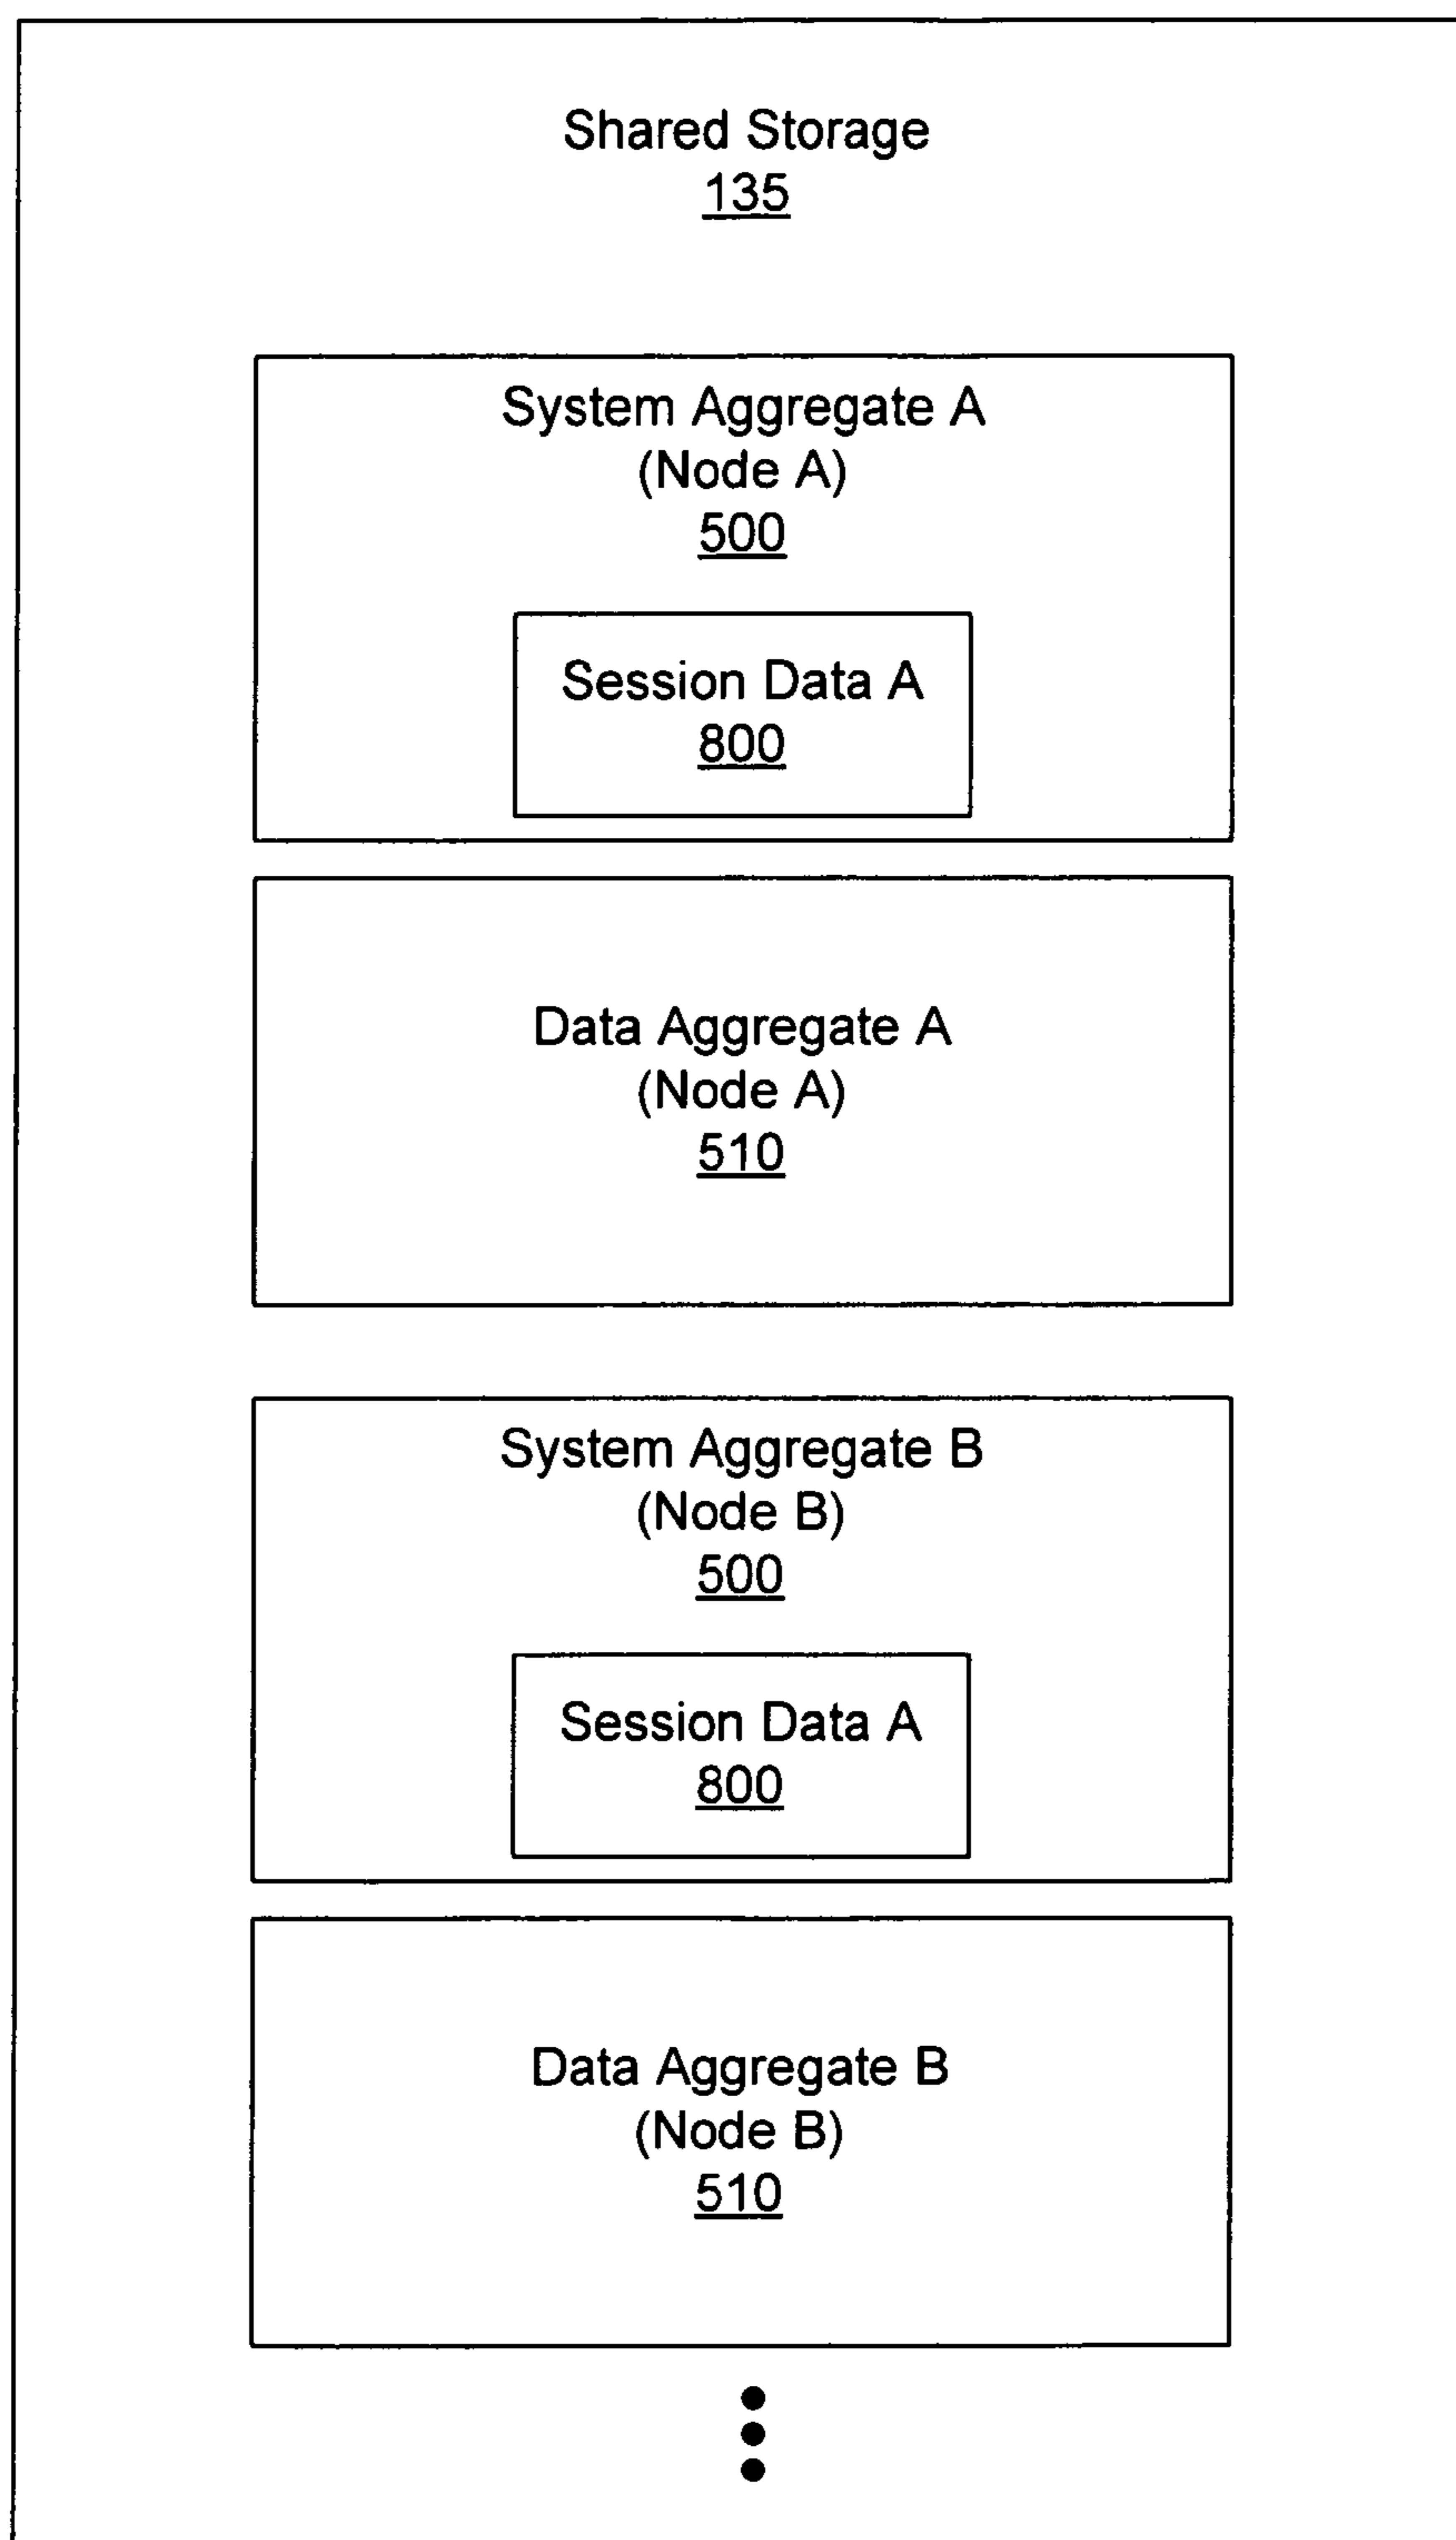 Shared Storage
135
System Aggregate A
(Node A)
500
Session Data A
800
Data Aggregate A
(Node A)
510
System Aggregate B
(Node B)
500
Session Data A
800
Data Aggregate B
(Node B)
510